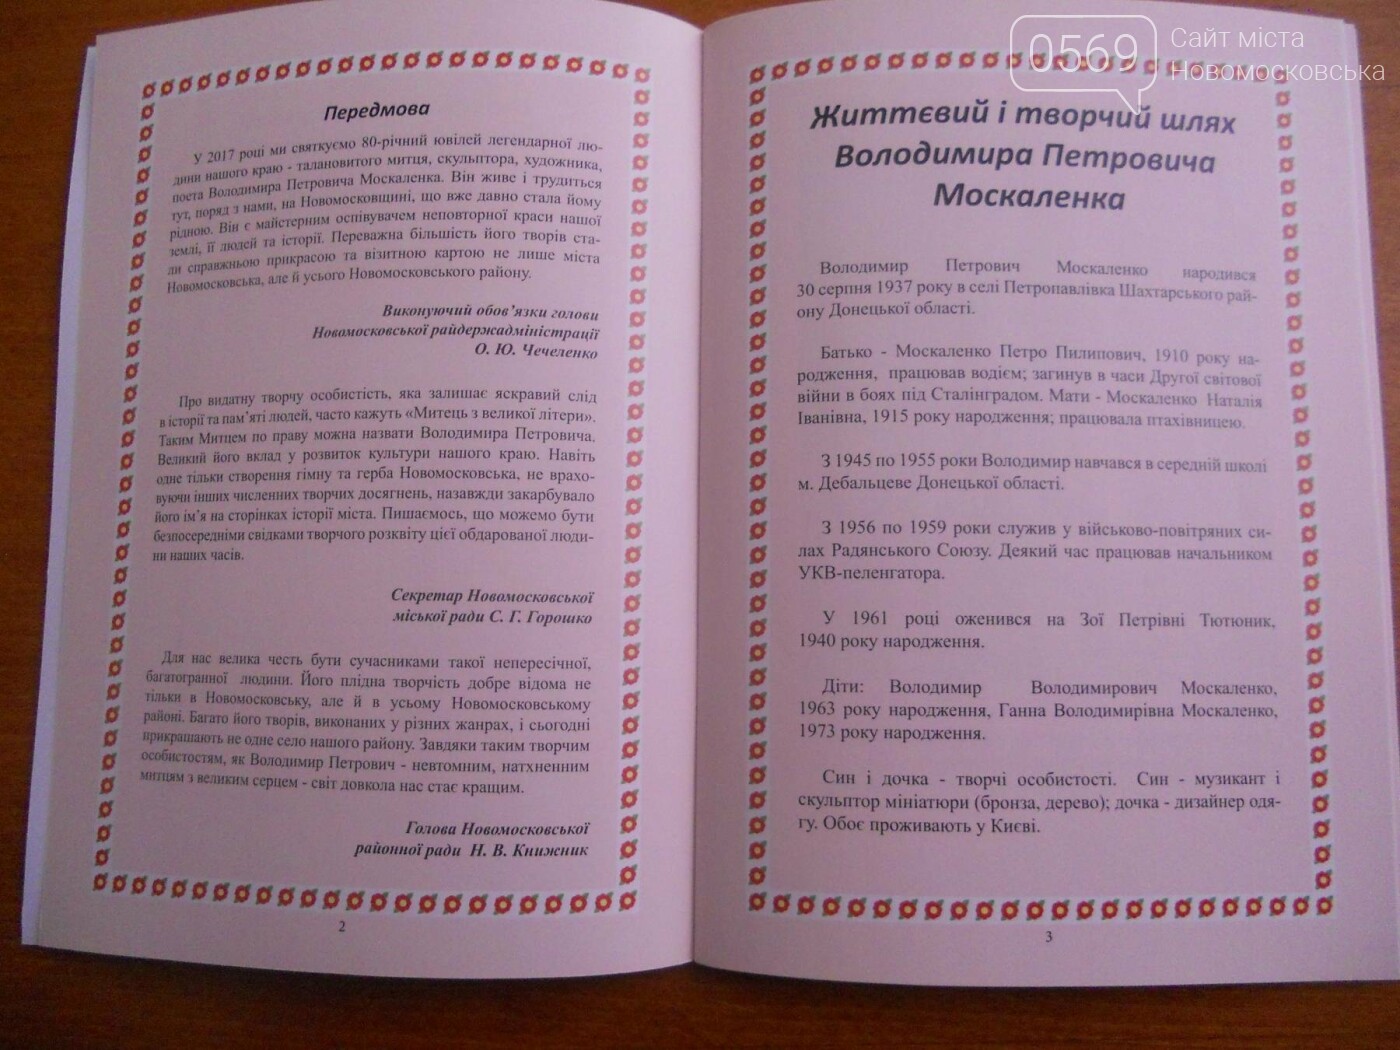 0569
Сайт міста
Новомосковська
Передмова
У 2017 році ми святкуємо 80-річний ювілей легендарної лю-
дини нашого краю - талановитого митця, скульптора, художника,
поета Володимира Петровича Москаленка. Він живе і трудиться
тут, поряд з нами, на Новомосковщині, що вже давно стала йому
рідною. Він є майстерним оспівувачем неповторної краси нашої
землі, її людей та історії. Переважна більшість його творів ста-
ли справжньою прикрасою та візитною картою не лише міста
Новомосковська, але й усього Новомосковського району.
Виконуючий обов’язки голови
Новомосковської райдержадміністрації
О. Ю. Чечеленко
Про видатну творчу особистість, яка залишає яскравий слід
в історії та пам’яті людей, часто кажуть «Митець з великої літери».
Таким Митцем по праву можна назвати Володимира Петровича.
Великий його вклад у розвиток культури нашого краю. Навіть
одне тільки створення гімну та герба Новомосковська, не врахо-
вуючи інших численних творчих досягнень, назавжди закарбувало
його ім’я на сторінках історії міста. Пишаємось, що можемо бути
безпосередніми свідками творчого розквіту цієї обдарованої люди-
ни наших часів.
Секретар Новомосковської
міської ради С. Г. Горошко
Для нас велика честь бути сучасниками такої непересічної,
багатогранної людини. Його плідна творчість добре відома не
тільки в Новомосковську, але й в усьому Новомосковському
районі. Багато його творів, виконаних у різних жанрах, і сьогодні
прикрашають не одне село нашого району. Завдяки таким творчим
особистостям, як Володимир Петрович - невтомним, натхненним
митцям з великим серцем - світ довкола нас стає кращим.
Голова Новомосковської
районної ради Н. В. Книжник
2
Життєвий і творчий шлях
Володимира Петровича
Москаленка
Володимир Петрович Москаленко народився
30 серпня 1937 року в селі Петропавлівка Шахтарського рай-
ону Донецької області.
Батько - Москаленко Петро Пилипович, 1910 року на-
родження, працював водієм; загинув в часи Другої світової
війни в боях під Сталінградом. Мати - Москаленко Наталія
Іванівна, 1915 року народження; працювала птахівницею.
З 1945 по 1955 роки Володимир навчався в середній школі
м. Дебальцеве Донецької області.
З 1956 по 1959 роки служив у військово-повітряних си-
лах Радянського Союзу. Деякий час працював начальником
УКВ-пеленгатора.
У 1961 році оженився на Зої Петрівні Тютюник,
1940 року народження.
Діти: Володимир Володимирович Москаленко,
1963 року народження, Ганна Володимирівна Москаленко,
1973 року народження.
Син і дочка - творчі особистості. Син - музикант і
скульптор мініатюри (бронза, дерево); дочка - дизайнер одя-
гу. Обоє проживають у Києві.
3